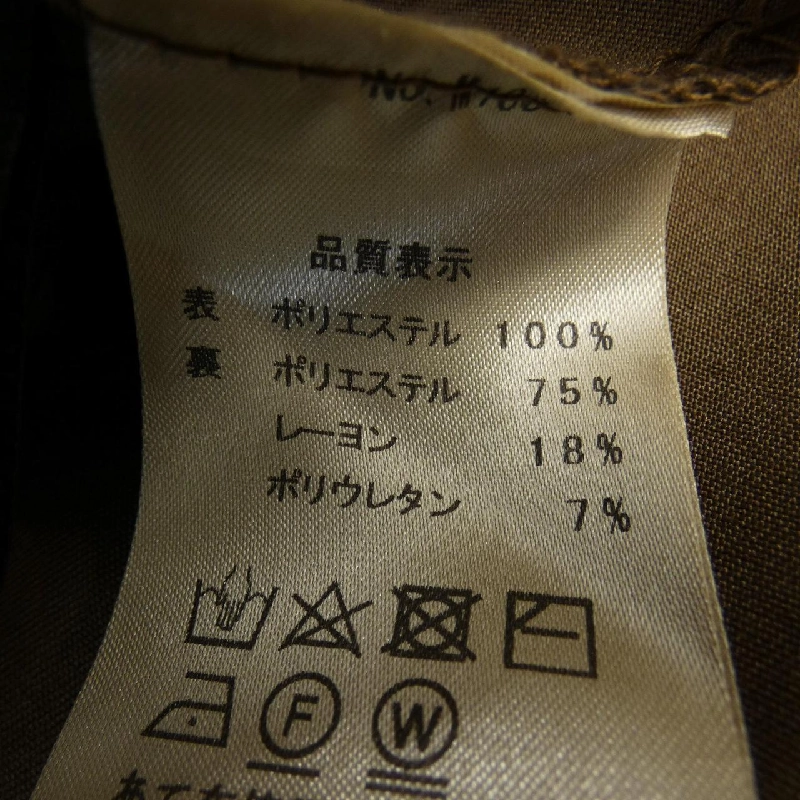 品質表示
表 ポリエステル 100%
裏 ポリエステル 75%
レーヨン 18%
ポリウレタン 7%
F W